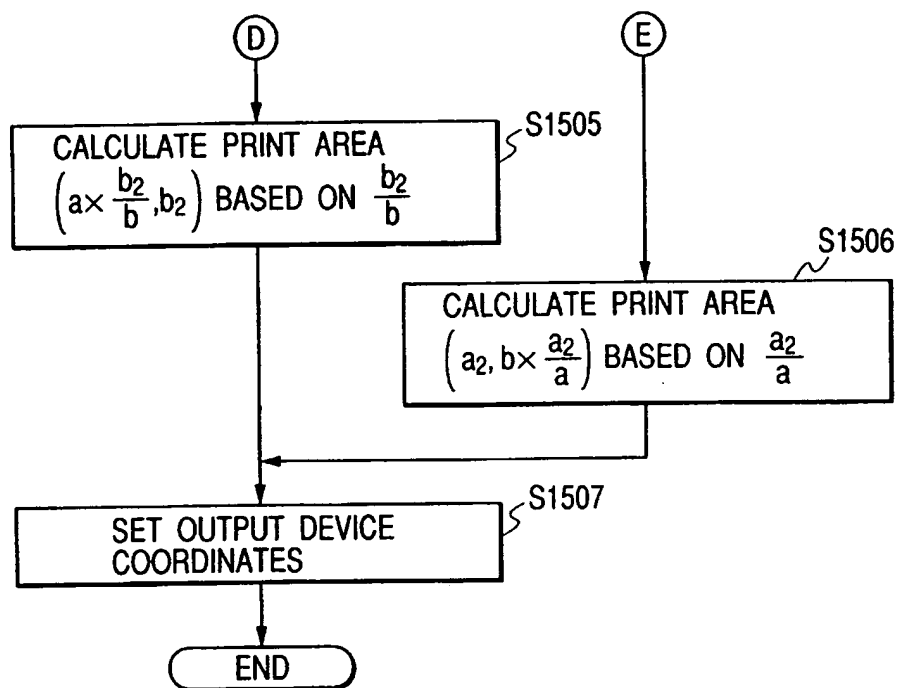 D
E
S1505
CALCULATE PRINT AREA
(a× b₂/b, b₂) BASED ON b₂/b
S1506
CALCULATE PRINT AREA
(a₂, b× a₂/a) BASED ON a₂/a
S1507
SET OUTPUT DEVICE
COORDINATES
END